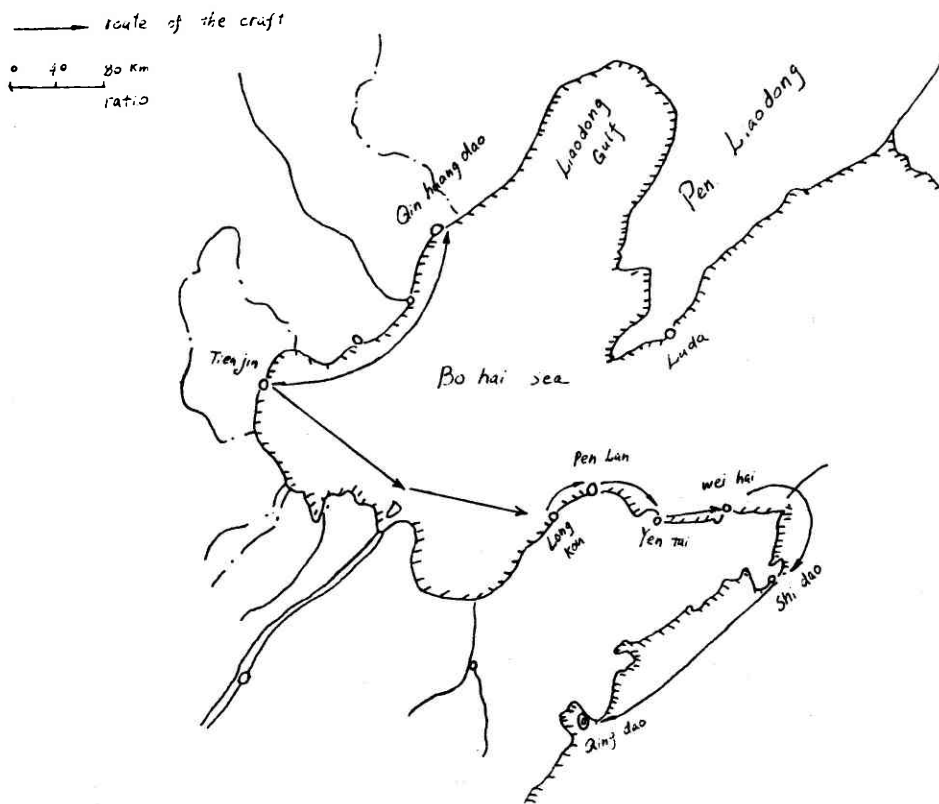 route of the craft
0 40 80 Km
ratio
Qin huang dao
Liaodong
Gulf
Pen Liaodong
Tien jin
Luda
Bo hai sea
Pen Lan
wei hai
Long
Kou
Yen Tai
Shi dao
Qing dao